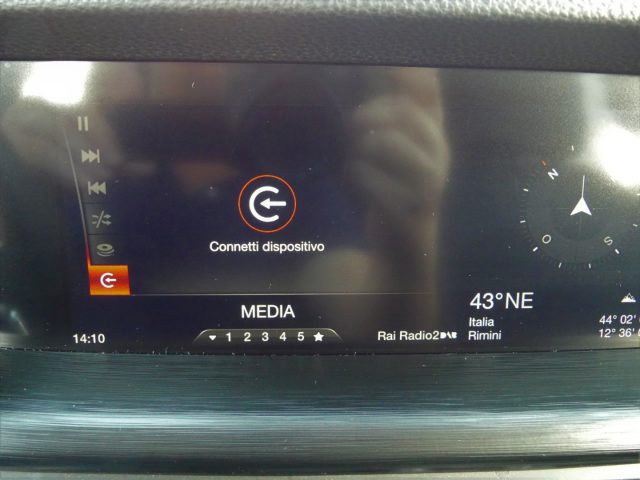 Connetti dispositivo
MEDIA
14:10
1 2 3 4 5
Rai Radio2 DAB
43°NE
Italia
Rimini
N
O
S
44° 02'
12° 36'